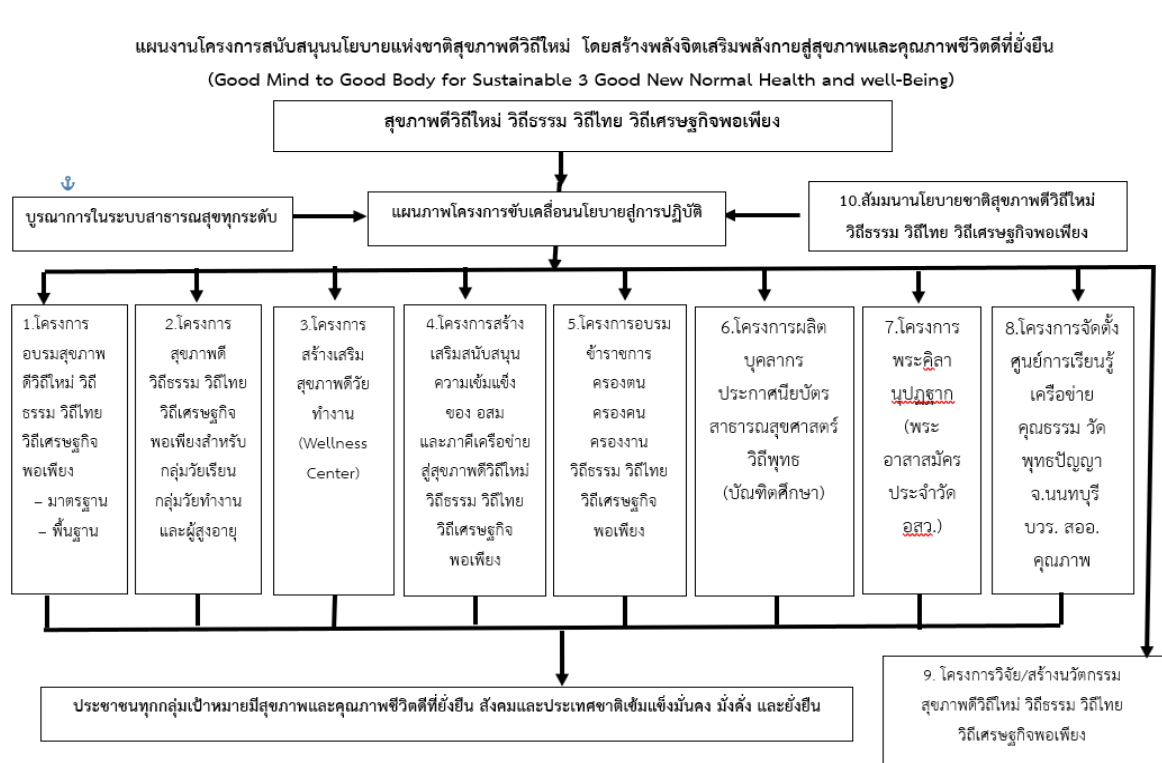 แผนงานโครงการสนับสนุนนโยบายแห่งชาติสุขภาพดีวิถีใหม่ โดยสร้างพลังจิตเสริมพลังกายสู่สุขภาพและคุณภาพชีวิตดีที่ยั่งยืน
(Good Mind to Good Body for Sustainable 3 Good New Normal Health and well-Being)
สุขภาพดีวิถีใหม่ วิถีธรรม วิถีไทย วิถีเศรษฐกิจพอเพียง
บูรณาการในระบบสาธารณสุขทุกระดับ
แผนภาพโครงการขับเคลื่อนนโยบายสู่การปฏิบัติ
10.สัมมนานโยบายชาติสุขภาพดีวิถีใหม่
วิถีธรรม วิถีไทย วิถีเศรษฐกิจพอเพียง
1.โครงการ
อบรมสุขภาพ
ดีวิถีใหม่ วิถี
ธรรม วิถีไทย
วิถีเศรษฐกิจ
พอเพียง
– มาตรฐาน
– พื้นฐาน
2.โครงการ
สุขภาพดี
วิถีธรรม วิถีไทย
วิถีเศรษฐกิจ
พอเพียงสำหรับ
กลุ่มวัยเรียน
กลุ่มวัยทำงาน
และผู้สูงอายุ
3.โครงการ
สร้างเสริม
สุขภาพดีวัย
ทำงาน
(Wellness
Center)
4.โครงการสร้าง
เสริมสนับสนุน
ความเข้มแข็ง
ของ อสม
และภาคีเครือข่าย
สู่สุขภาพดีวิถีใหม่
วิถีธรรม วิถีไทย
วิถีเศรษฐกิจ
พอเพียง
5.โครงการอบรม
ข้าราชการ
ครองตน
ครองคน
ครองงาน
วิถีธรรม วิถีไทย
วิถีเศรษฐกิจ
พอเพียง
6.โครงการผลิต
บุคลากร
ประกาศนียบัตร
สาธารณสุขศาสตร์
วิถีพุทธ
(บัณฑิตศึกษา)
7.โครงการ
พระคิลา
นุปัฏฐาก
(พระ
อาสาสมัคร
ประจำวัด
อสว.)
8.โครงการจัดตั้ง
ศูนย์การเรียนรู้
เครือข่าย
คุณธรรม วัด
พุทธปัญญา
จ.นนทบุรี
บวร. สออ.
คุณภาพ
ประชาชนทุกกลุ่มเป้าหมายมีสุขภาพและคุณภาพชีวิตดีที่ยั่งยืน สังคมและประเทศชาติเข้มแข็งมั่นคง มั่งคั่ง และยั่งยืน
9. โครงการวิจัย/สร้างนวัตกรรม
สุขภาพดีวิถีใหม่ วิถีธรรม วิถีไทย
วิถีเศรษฐกิจพอเพียง